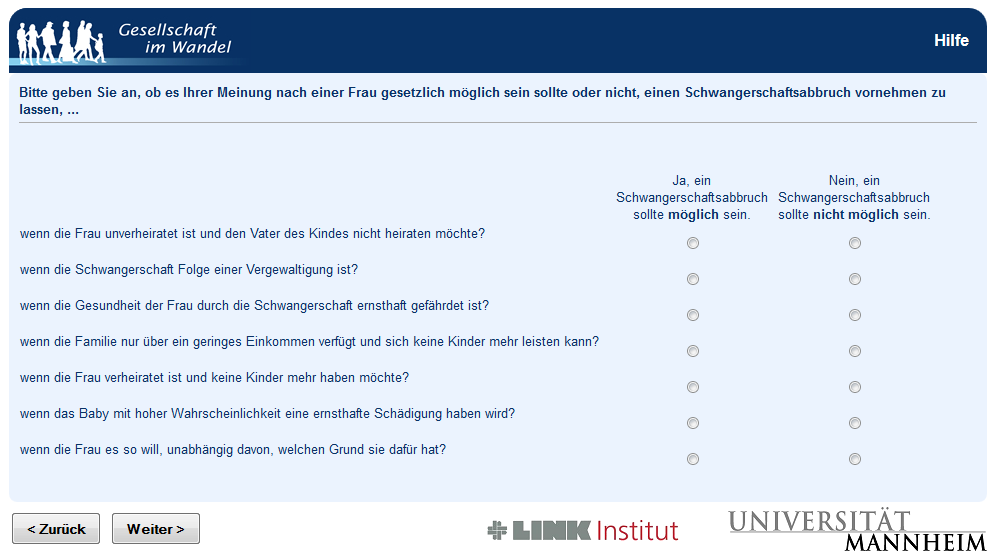 Gesellschaft
im Wandel
Hilfe
Bitte geben Sie an, ob es Ihrer Meinung nach einer Frau gesetzlich möglich sein sollte oder nicht, einen Schwangerschaftsabbruch vornehmen zu
lassen, ...
Ja, ein
Schwangerschaftsabbruch
sollte möglich sein.
Nein, ein
Schwangerschaftsabbruch
sollte nicht möglich sein.
wenn die Frau unverheiratet ist und den Vater des Kindes nicht heiraten möchte?
wenn die Schwangerschaft Folge einer Vergewaltigung ist?
wenn die Gesundheit der Frau durch die Schwangerschaft ernsthaft gefährdet ist?
wenn die Familie nur über ein geringes Einkommen verfügt und sich keine Kinder mehr leisten kann?
wenn die Frau verheiratet ist und keine Kinder mehr haben möchte?
wenn das Baby mit hoher Wahrscheinlichkeit eine ernsthafte Schädigung haben wird?
wenn die Frau es so will, unabhängig davon, welchen Grund sie dafür hat?
< Zurück
Weiter >
LINK Institut
UNIVERSITÄT
MANNHEIM